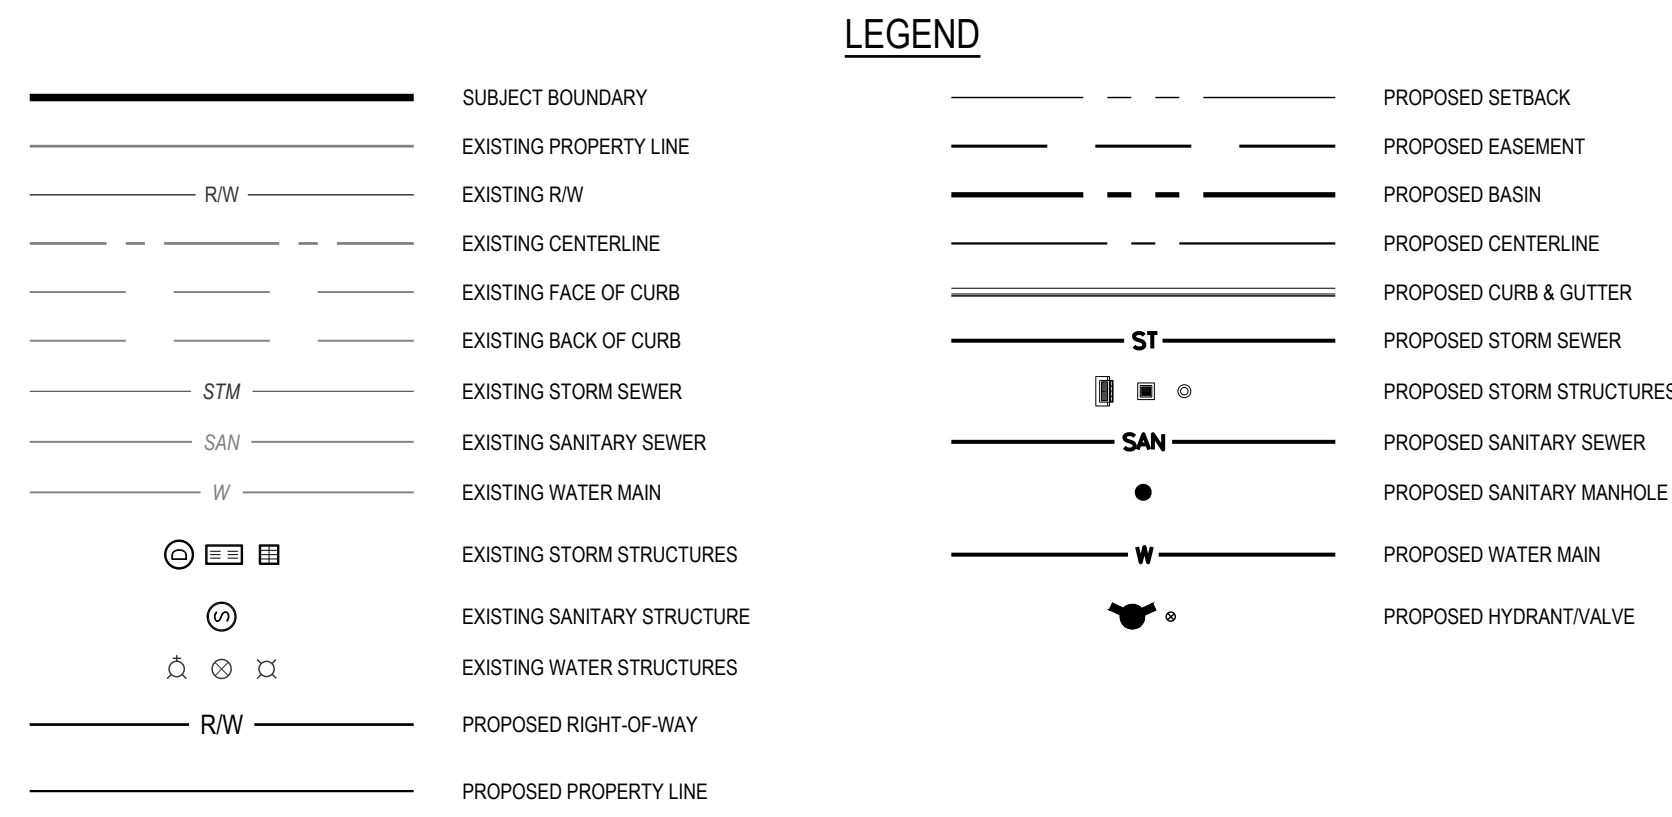 LEGEND
SUBJECT BOUNDARY
EXISTING PROPERTY LINE
R/W EXISTING R/W
EXISTING CENTERLINE
EXISTING FACE OF CURB
EXISTING BACK OF CURB
STM EXISTING STORM SEWER
SAN EXISTING SANITARY SEWER
W EXISTING WATER MAIN
D EXISTING STORM STRUCTURES
S EXISTING SANITARY STRUCTURE
EXISTING WATER STRUCTURES
R/W PROPOSED RIGHT-OF-WAY
PROPOSED PROPERTY LINE
PROPOSED SETBACK
PROPOSED EASEMENT
PROPOSED BASIN
PROPOSED CENTERLINE
PROPOSED CURB & GUTTER
ST PROPOSED STORM SEWER
PROPOSED STORM STRUCTURES
SAN PROPOSED SANITARY SEWER
PROPOSED SANITARY MANHOLE
W PROPOSED WATER MAIN
PROPOSED HYDRANT/VALVE